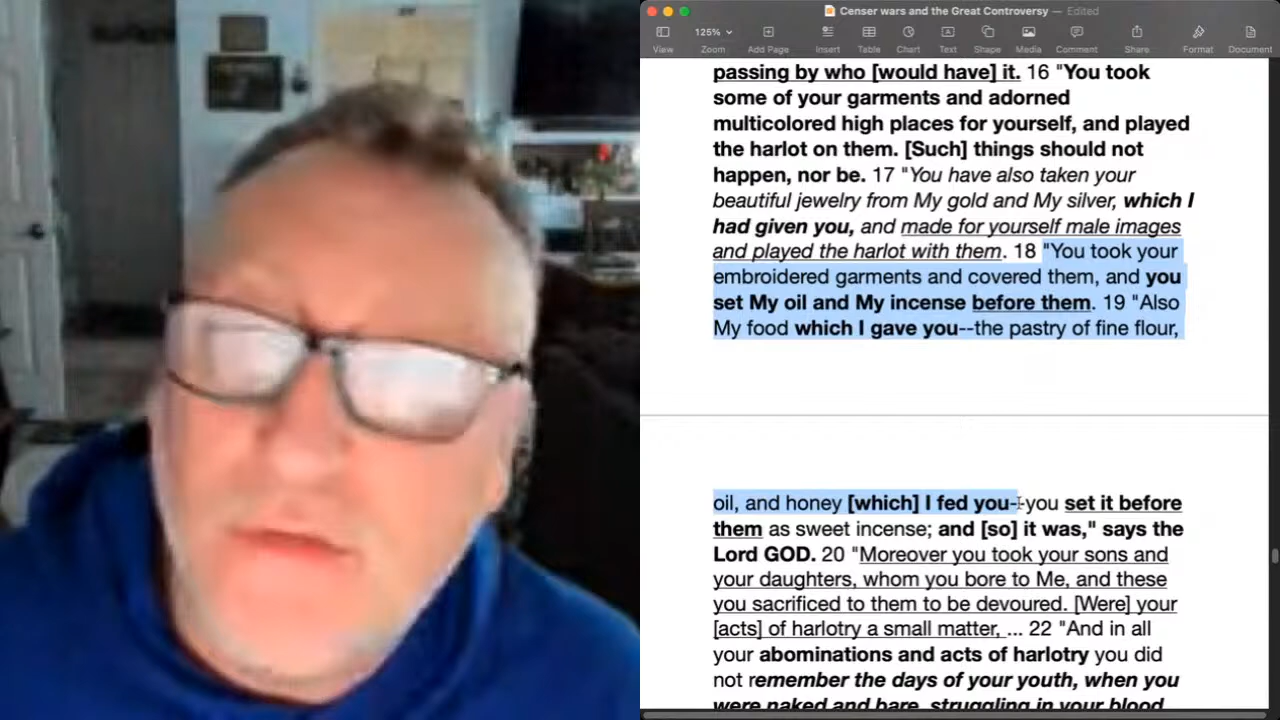 Censer wars and the Great Controversy — Edited
125%
View Zoom Add Page Insert Table Chart Text Shape Media Comment Share Format Document
passing by who [would have] it. 16 "You took
some of your garments and adorned
multicolored high places for yourself, and played
the harlot on them. [Such] things should not
happen, nor be. 17 "You have also taken your
beautiful jewelry from My gold and My silver, which I
had given you, and made for yourself male images
and played the harlot with them. 18 "You took your
embroidered garments and covered them, and you
set My oil and My incense before them. 19 "Also
My food which I gave you--the pastry of fine flour,
oil, and honey [which] I fed you--you set it before
them as sweet incense; and [so] it was," says the
Lord GOD. 20 "Moreover you took your sons and
your daughters, whom you bore to Me, and these
you sacrificed to them to be devoured. [Were] your
[acts] of harlotry a small matter, ... 22 "And in all
your abominations and acts of harlotry you did
not remember the days of your youth, when you
were naked and bare, struggling in your blood